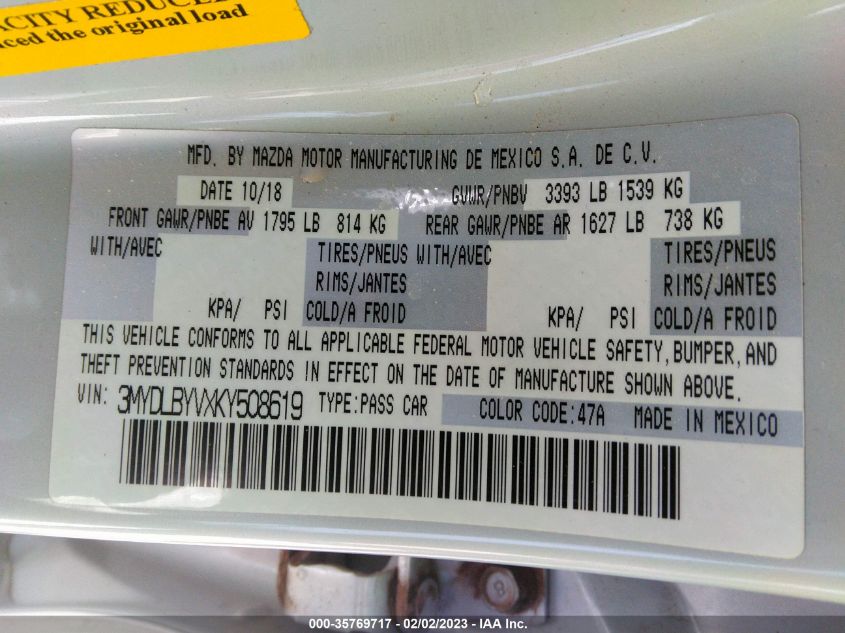 ACITY REDUCED
uced the original load
MFD. BY MAZDA MOTOR MANUFACTURING DE MEXICO S.A. DE C.V.
DATE 10/18 GVWR/PNBV 3393 LB 1539 KG
FRONT GAWR/PNBE AV 1795 LB 814 KG REAR GAWR/PNBE AR 1627 LB 738 KG
WITH/AVEC TIRES/PNEUS WITH/AVEC TIRES/PNEUS
RIMS/JANTES RIMS/JANTES
KPA/ PSI COLD/A FROID KPA/ PSI COLD/A FROID
THIS VEHICLE CONFORMS TO ALL APPLICABLE FEDERAL MOTOR VEHICLE SAFETY, BUMPER, AND
THEFT PREVENTION STANDARDS IN EFFECT ON THE DATE OF MANUFACTURE SHOWN ABOVE.
VIN: 3MYDLBYVXKY508619 TYPE:PASS CAR COLOR CODE:47A MADE IN MEXICO
8
000-35769717 - 02/02/2023 - IAA Inc.